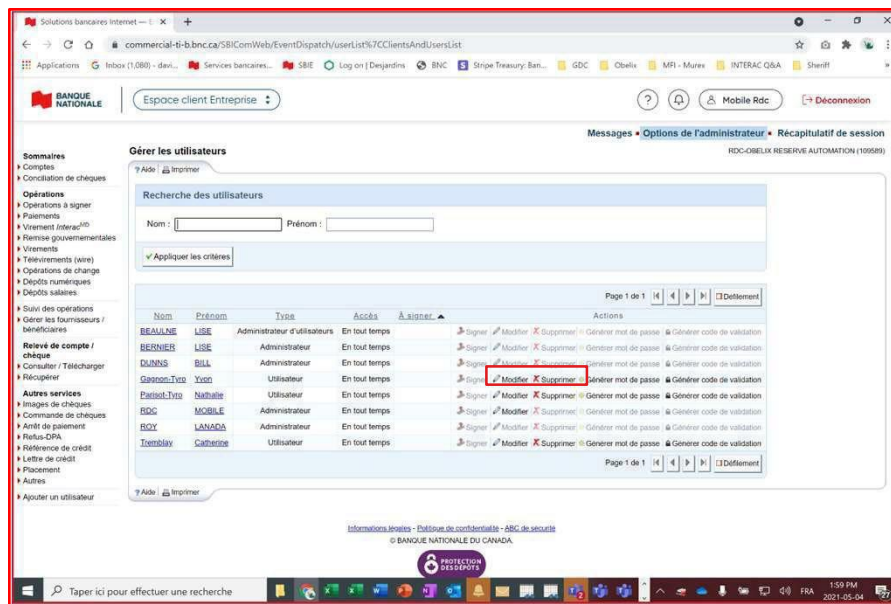 Solutions bancaires Internet — E
commercial-ti-b.bnc.ca/SBIComWeb/EventDispatch/userList%7CClientsAndUsersList
Applications
Inbox (1,080) - davi...
Services bancaires...
SBIE
Log on | Desjardins
BNC
Stripe Treasury: Ban...
GDC
Obelix
MFI - Murex
INTERAC Q&A
Sheriff
BANQUE NATIONALE
Espace client Entreprise
Mobile Rdc
Déconnexion
Messages Options de l'administrateur Récapitulatif de session
Sommaires
Comptes
Conciliation de chèques
Opérations
Opérations à signer
Paiements
Virement Interac MD
Remise gouvernementales
Virements
Télévirements (wire)
Opérations de change
Dépôts numériques
Dépôts salaires
Suivi des opérations
Gérer les fournisseurs / bénéficiaires
Relevé de compte / chèque
Consulter / Télécharger
Récupérer
Autres services
Images de chèques
Commande de chèques
Arrêt de paiement
Refus-DPA
Référence de crédit
Lettre de crédit
Placement
Autres
Ajouter un utilisateur
Gérer les utilisateurs
RDC-OBELIX RESERVE AUTOMATION (109589)
? Aide Imprimer
Recherche des utilisateurs
Nom : Prénom :
Appliquer les critères
Page 1 de 1 Défilement
Nom Prénom Type Accès À signer Actions
BEAULNE LISE Administrateur d'utilisateurs En tout temps Signer Modifier Supprimer Générer mot de passe Générer code de validation
BERNIER LISE Administrateur En tout temps Signer Modifier Supprimer Générer mot de passe Générer code de validation
DUNNS BILL Administrateur En tout temps Signer Modifier Supprimer Générer mot de passe Générer code de validation
Gagnon-Tyro Yvon Utilisateur En tout temps Signer Modifier Supprimer Générer mot de passe Générer code de validation
Parisot-Tyro Nathalie Utilisateur En tout temps Signer Modifier Supprimer Générer mot de passe Générer code de validation
RDC MOBILE Administrateur En tout temps Signer Modifier Supprimer Générer mot de passe Générer code de validation
ROY LANADA Administrateur En tout temps Signer Modifier Supprimer Générer mot de passe Générer code de validation
Tremblay Catherine Utilisateur En tout temps Signer Modifier Supprimer Générer mot de passe Générer code de validation
Page 1 de 1 Défilement
? Aide Imprimer
Informations légales - Politique de confidentialité - ABC de sécurité
© BANQUE NATIONALE DU CANADA.
PROTECTION DES DÉPÔTS
Taper ici pour effectuer une recherche
FRA
1:59 PM
2021-05-04